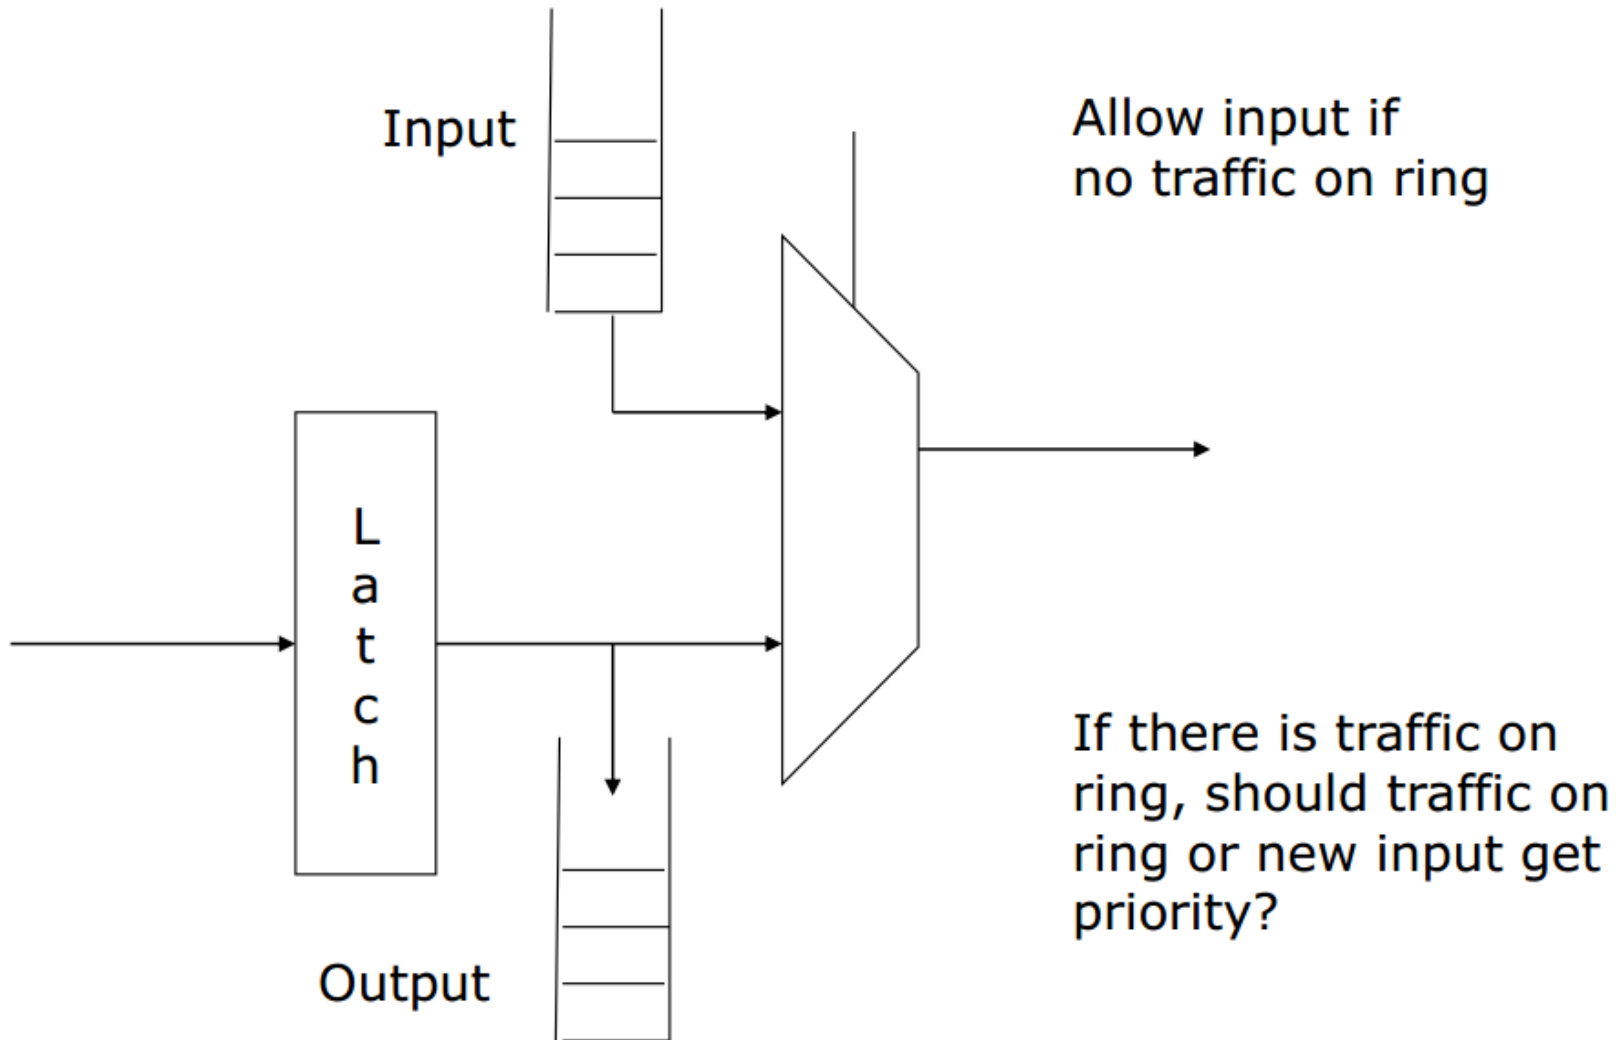 Input
Allow input if
no traffic on ring
L
a
t
c
h
If there is traffic on
ring, should traffic on
ring or new input get
priority?
Output